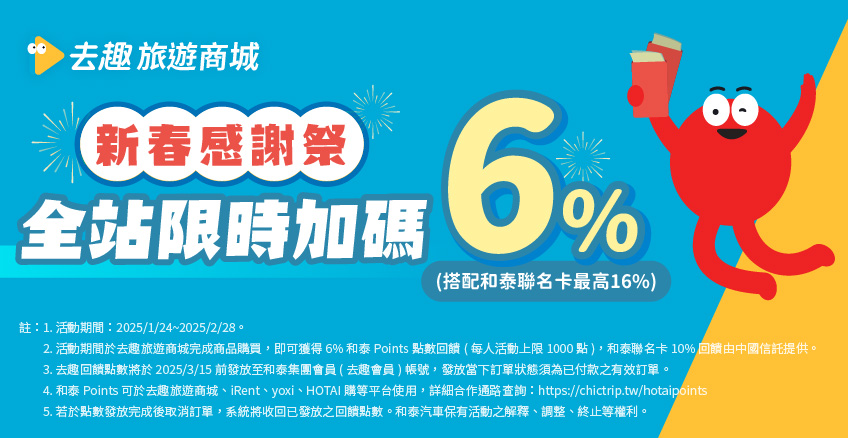 去趣旅遊商城
新春感謝祭
全站限時加碼
6%
(搭配和泰聯名卡最高16%)
註：1. 活動期間：2025/1/24~2025/2/28。
2. 活動期間於去趣旅遊商城完成商品購買，即可獲得 6% 和泰 Points 點數回饋 ( 每人活動上限 1000 點 )，和泰聯名卡 10% 回饋由中國信託提供。
3. 去趣回饋點數將於 2025/3/15 前發放至和泰集團會員 ( 去趣會員 ) 帳號，發放當下訂單狀態須為已付款之有效訂單。
4. 和泰 Points 可於去趣旅遊商城、iRent、yoxi、HOTAI 購等平台使用，詳細合作通路查詢：https://chictrip.tw/hotaipoints
5. 若於點數發放完成後取消訂單，系統將收回已發放之回饋點數。和泰汽車保有活動之解釋、調整、終止等權利。